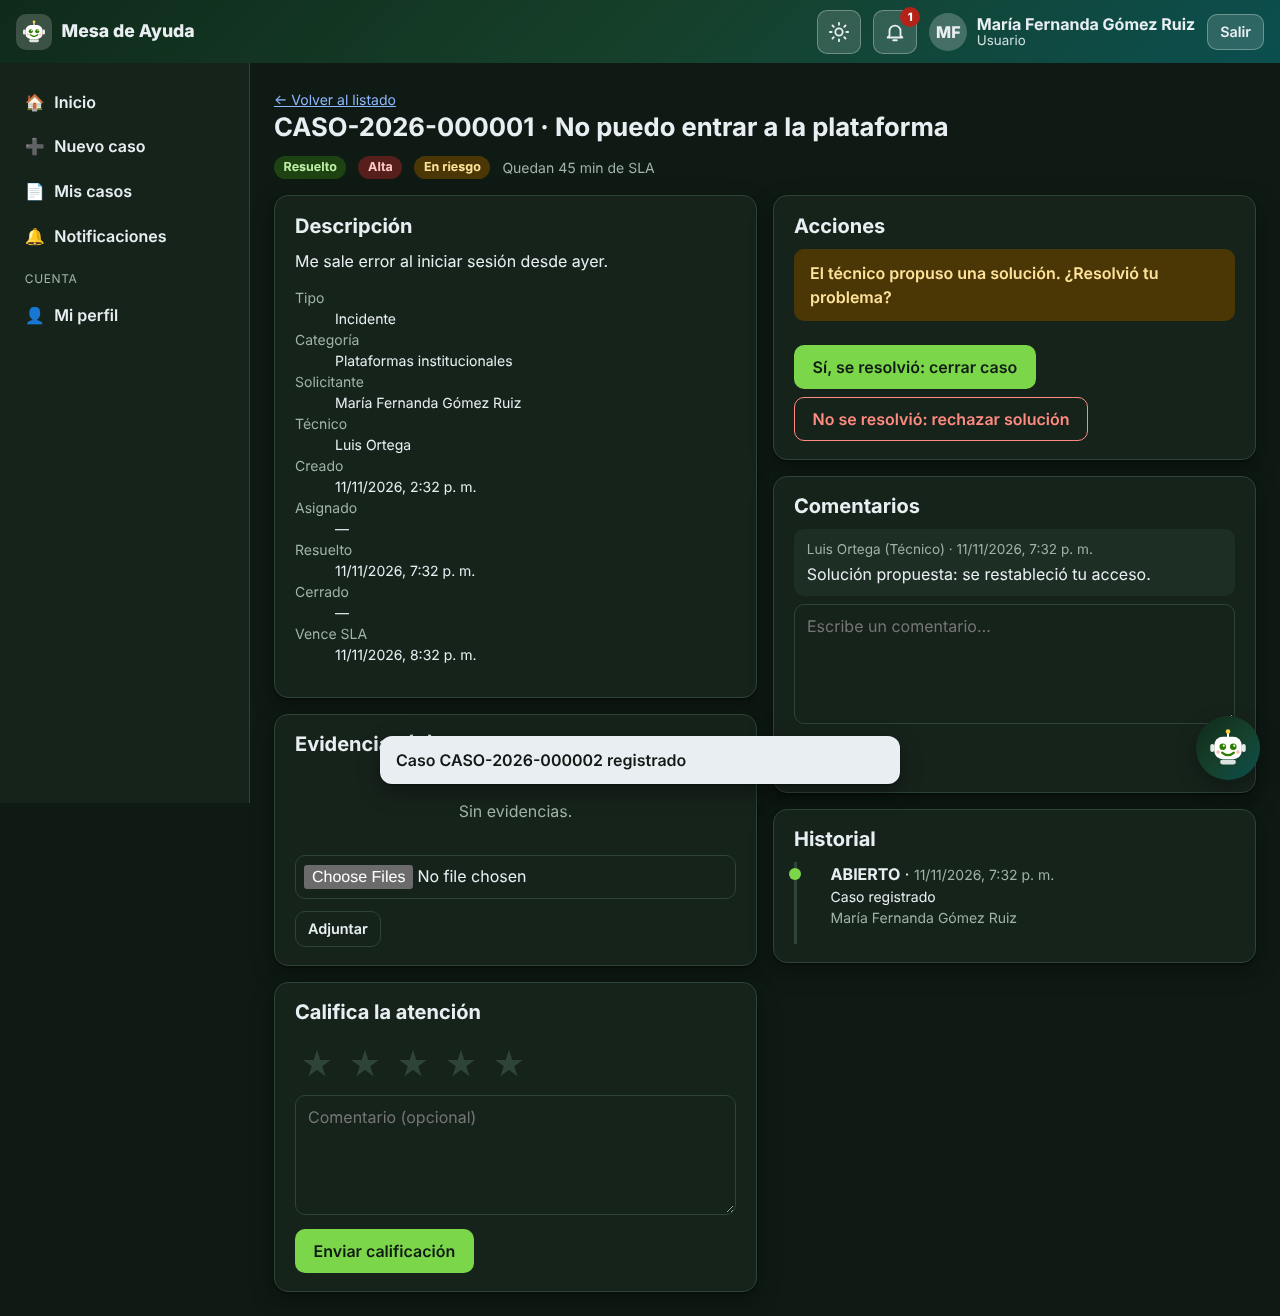 Mesa de Ayuda
1
MF
María Fernanda Gómez Ruiz
Usuario
Salir
Inicio
Nuevo caso
Mis casos
Notificaciones
CUENTA
Mi perfil
← Volver al listado
CASO-2026-000001 · No puedo entrar a la plataforma
Resuelto
Alta
En riesgo
Quedan 45 min de SLA
Descripción
Me sale error al iniciar sesión desde ayer.
Tipo
Incidente
Categoría
Plataformas institucionales
Solicitante
María Fernanda Gómez Ruiz
Técnico
Luis Ortega
Creado
11/11/2026, 2:32 p. m.
Asignado
—
Resuelto
11/11/2026, 7:32 p. m.
Cerrado
—
Vence SLA
11/11/2026, 8:32 p. m.
Caso CASO-2026-000002 registrado
Sin evidencias.
Choose Files No file chosen
Adjuntar
Califica la atención
★ ★ ★ ★ ★
Comentario (opcional)
Enviar calificación
Acciones
El técnico propuso una solución. ¿Resolvió tu
problema?
Sí, se resolvió: cerrar caso
No se resolvió: rechazar solución
Comentarios
Luis Ortega (Técnico) · 11/11/2026, 7:32 p. m.
Solución propuesta: se restableció tu acceso.
Escribe un comentario...
Historial
ABIERTO · 11/11/2026, 7:32 p. m.
Caso registrado
María Fernanda Gómez Ruiz